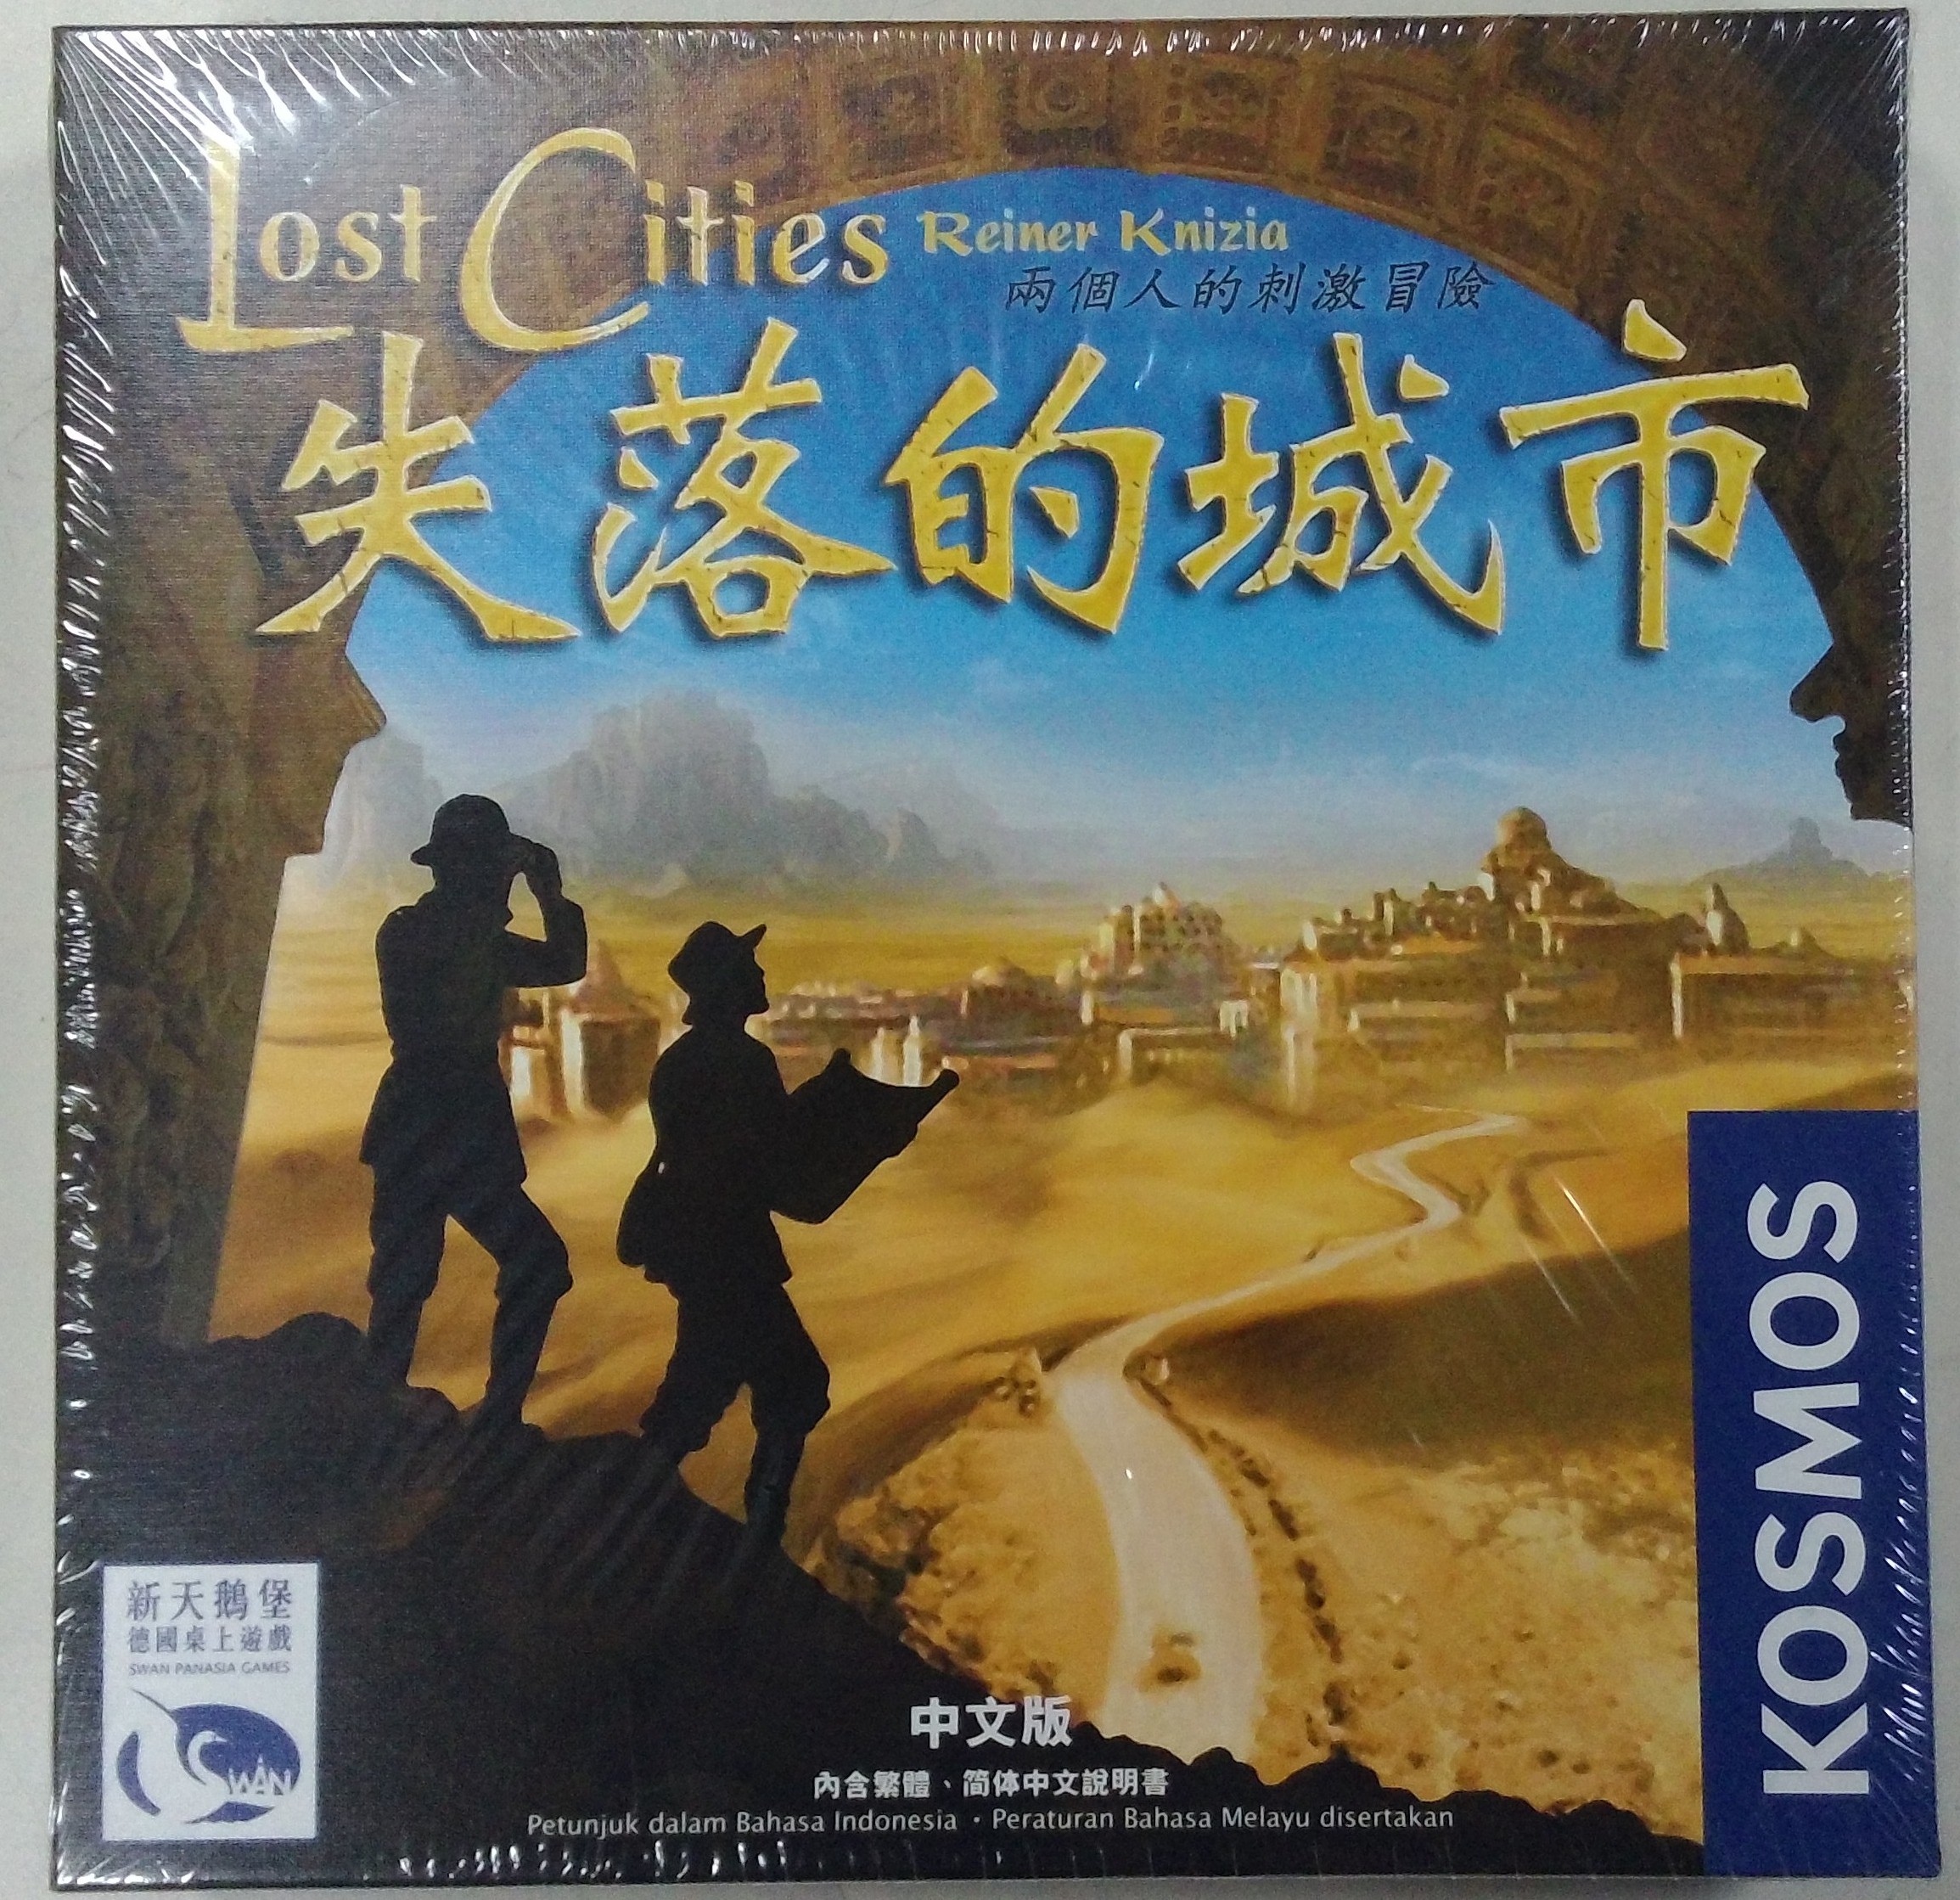 Lost Cities Reiner Knizia
兩個人的刺激冒險
失落的城市
KOSMOS
新天鵝堡
德國桌上遊戲
SWAN PANASIA GAMES
SWAN
中文版
內含繁體、简体中文說明書
Petunjuk dalam Bahasa Indonesia • Peraturan Bahasa Melayu disertakan